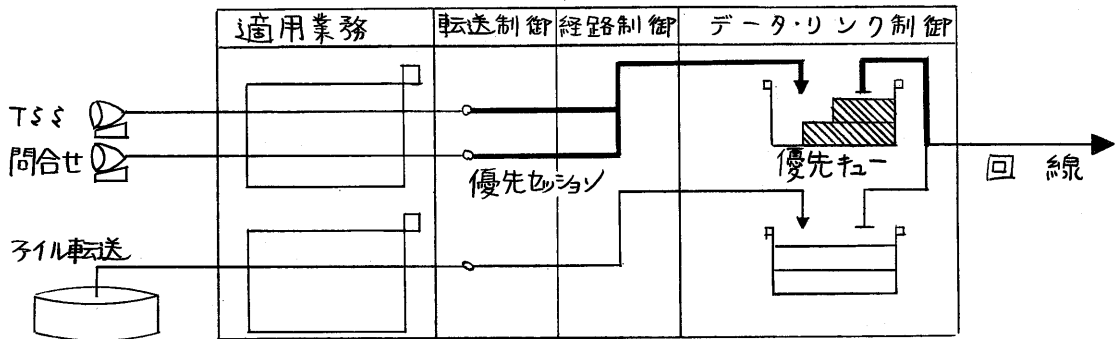 適用業務 転送制御 経路制御 データ・リンク制御
TSS
問合せ
優先セッション
優先キュー
回線
ファイル転送